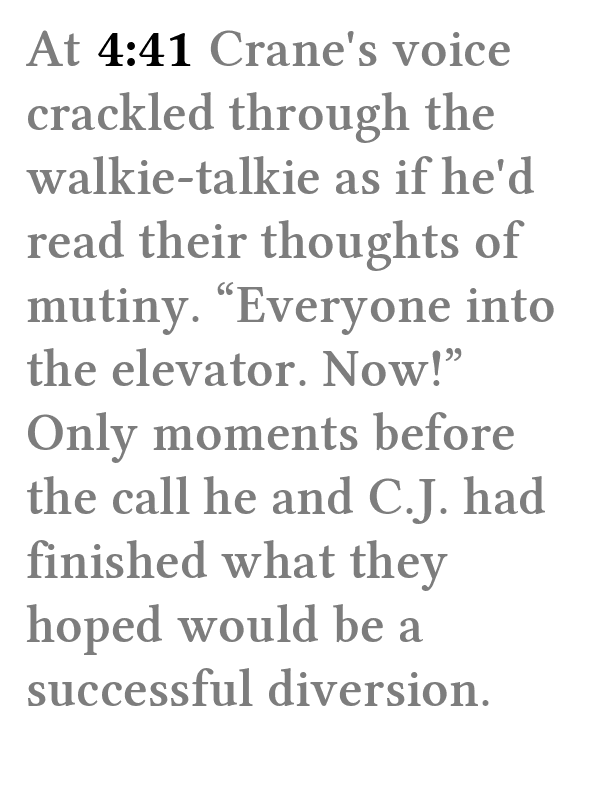 At 4:41 Crane's voice
crackled through the
walkie-talkie as if he'd
read their thoughts of
mutiny. “Everyone into
the elevator. Now!”
Only moments before
the call he and C.J. had
finished what they
hoped would be a
successful diversion.